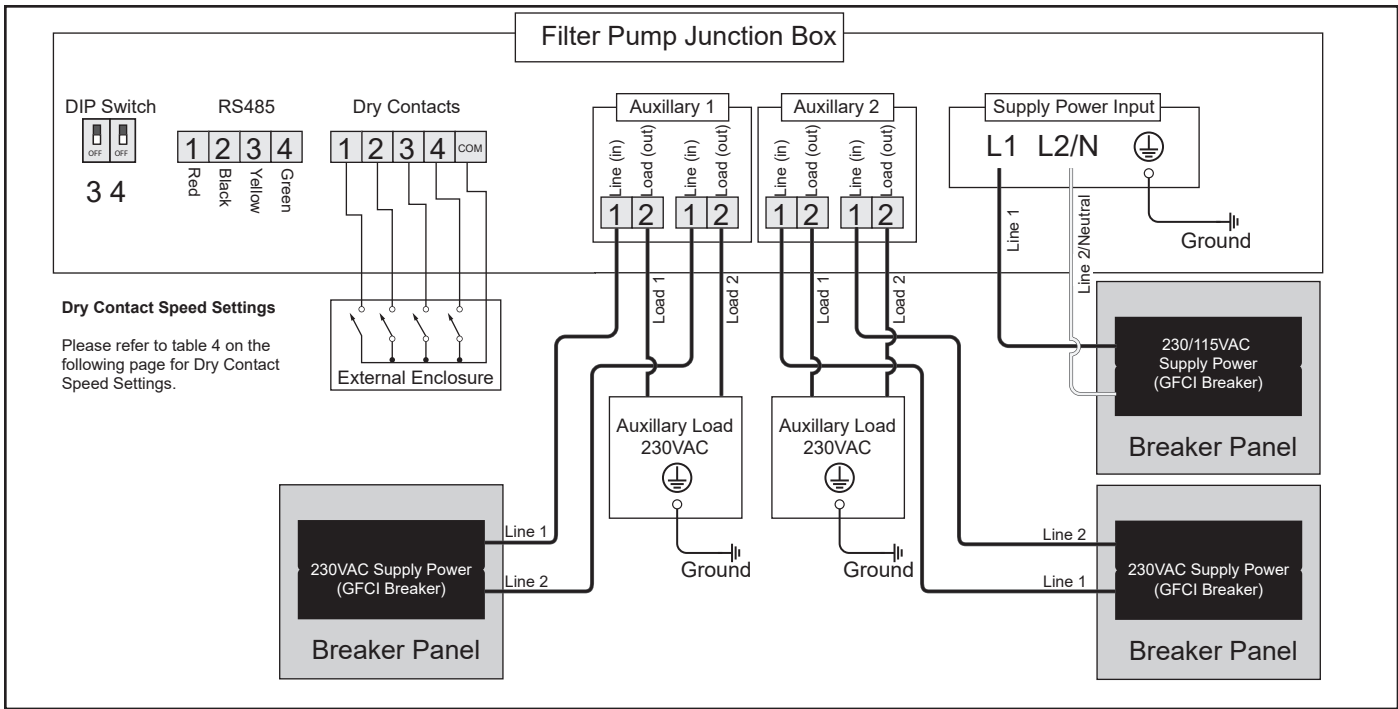 Filter Pump Junction Box
DIP Switch
OFF OFF
3 4
RS485
1 2 3 4
Red
Black
Yellow
Green
Dry Contacts
1 2 3 4 COM
External Enclosure
Dry Contact Speed Settings
Please refer to table 4 on the
following page for Dry Contact
Speed Settings.
Auxillary 1
Line (in)
Load (out)
Line (in)
Load (out)
1 2 1 2
Load 1
Load 2
Auxillary 2
Line (in)
Load (out)
Line (in)
Load (out)
1 2 1 2
Load 1
Load 2
Supply Power Input
L1 L2/N
Line 1
Line 2/Neutral
Ground
230/115VAC
Supply Power
(GFCI Breaker)
Breaker Panel
Auxillary Load
230VAC
Ground
Auxillary Load
230VAC
Ground
Line 1
Line 2
230VAC Supply Power
(GFCI Breaker)
Breaker Panel
Line 2
Line 1
230VAC Supply Power
(GFCI Breaker)
Breaker Panel